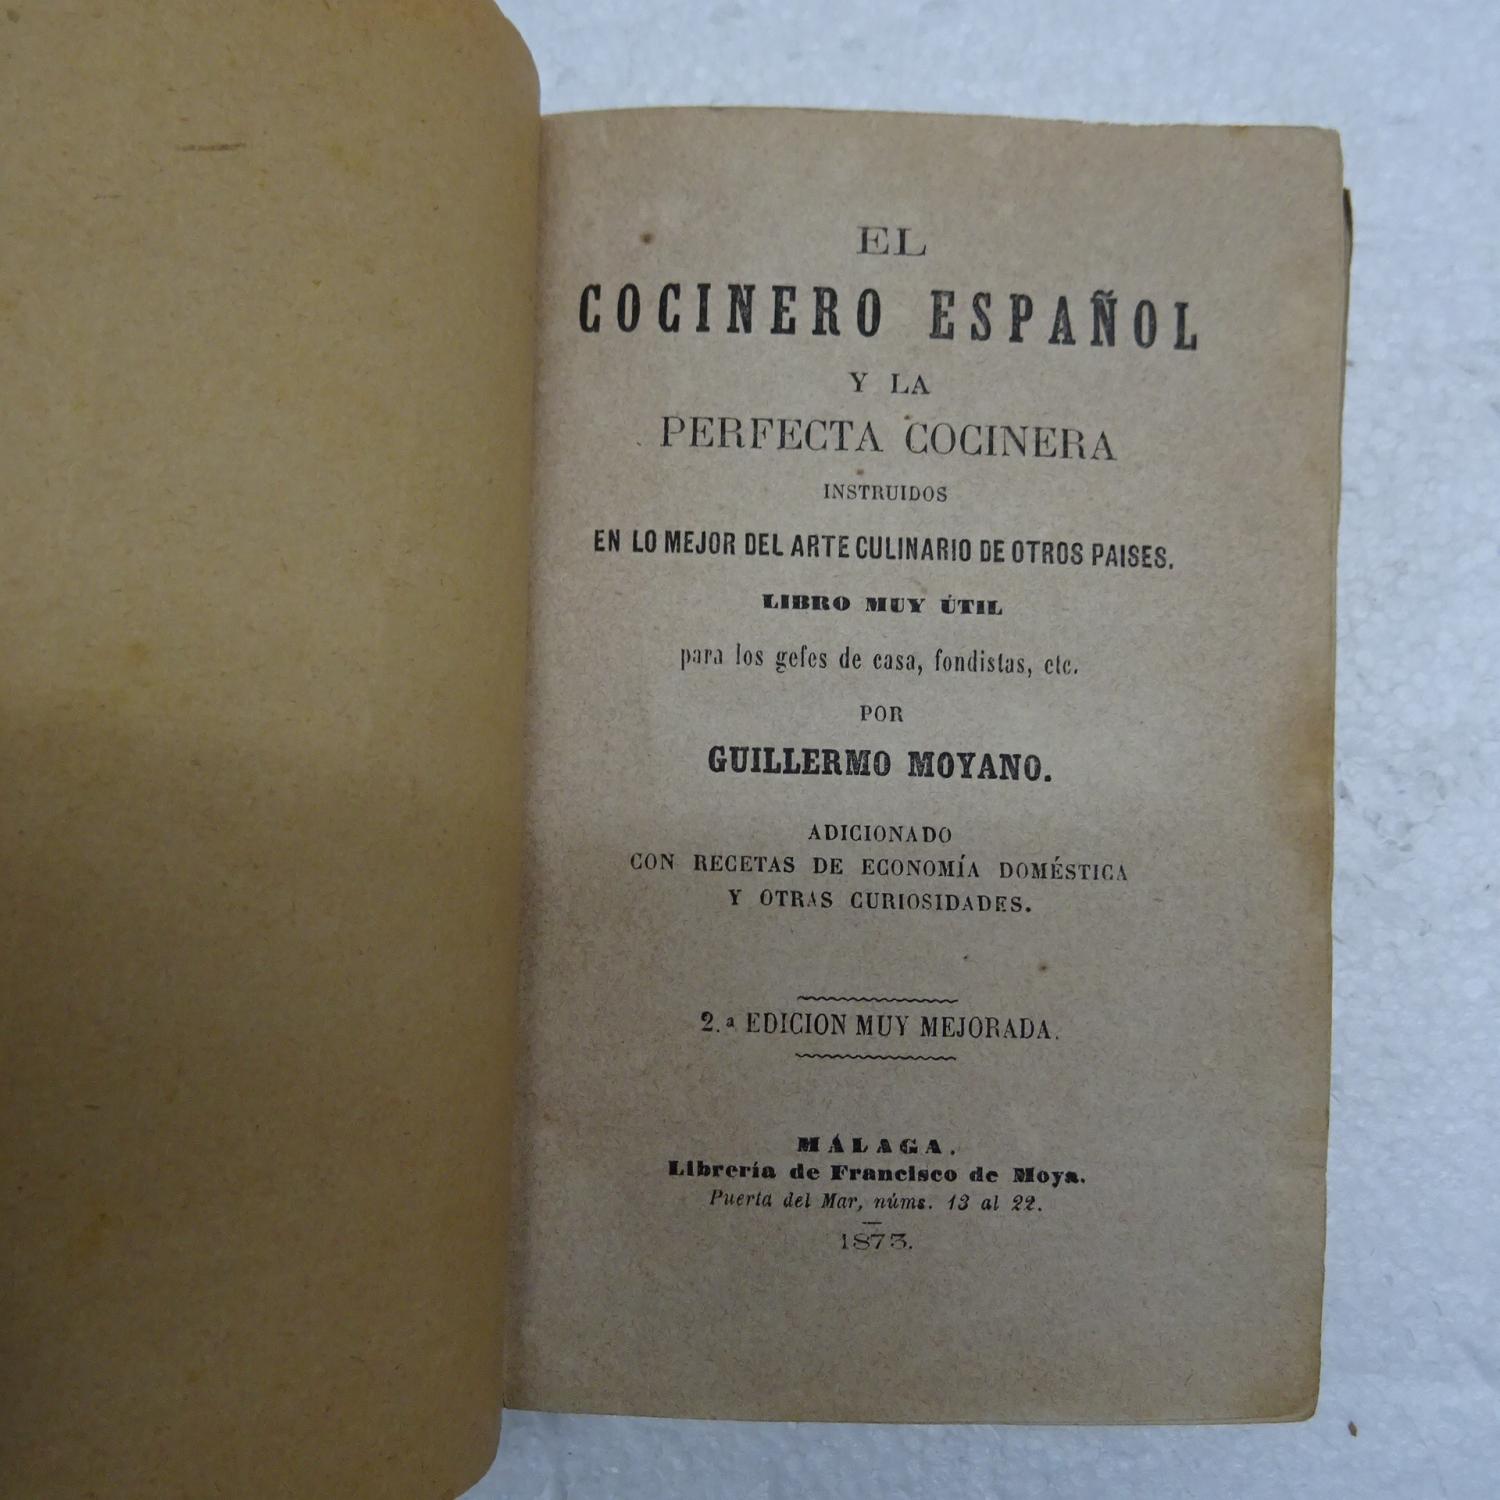 EL
COCINERO ESPAÑOL
Y LA
PERFECTA COCINERA
INSTRUIDOS
EN LO MEJOR DEL ARTE CULINARIO DE OTROS PAISES.
LIBRO MUY ÚTIL
para los gefes de casa, fondistas, etc.
POR
GUILLERMO MOYANO.
ADICIONADO
CON RECETAS DE ECONOMÍA DOMÉSTICA
Y OTRAS CURIOSIDADES.
2.ª EDICION MUY MEJORADA.
MÁLAGA.
Librería de Francisco de Moya.
Puerta del Mar, núms. 13 al 22.
1873.